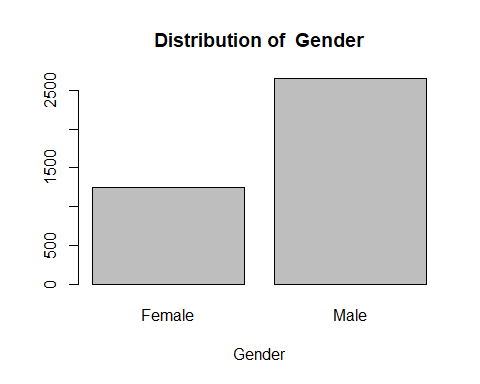 Distribution of  Gender
2500
1500
500
0
Female
Male
Gender